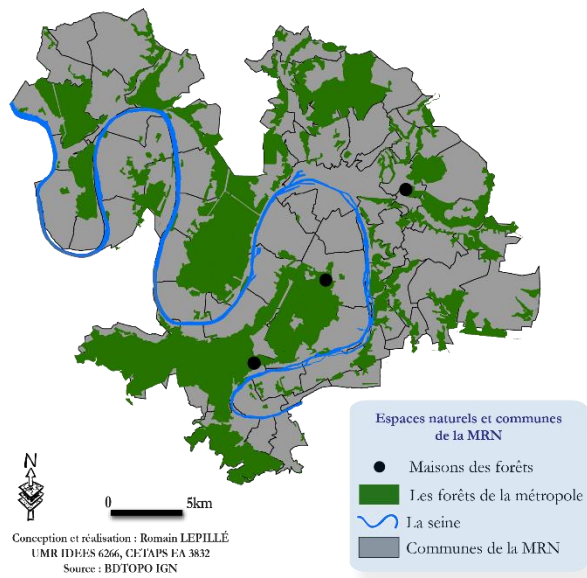 Espaces naturels et communes
de la MRN
Maisons des forêts
Les forêts de la métropole
La seine
Communes de la MRN
N
0 5km
Conception et réalisation : Romain LEPILLÉ
UMR IDEES 6266, CETAPS EA 3832
Source : BDTOPO IGN